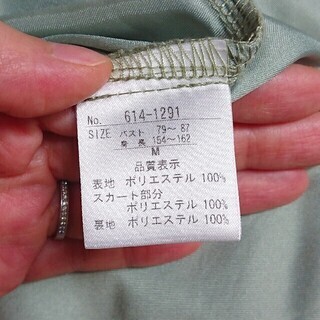 No. 614-1291
SIZE バスト 79～ 87
身長 154～162
M
品質表示
表地 ポリエステル 100%
スカート部分
ポリエステル 100%
裏地 ポリエステル 100%